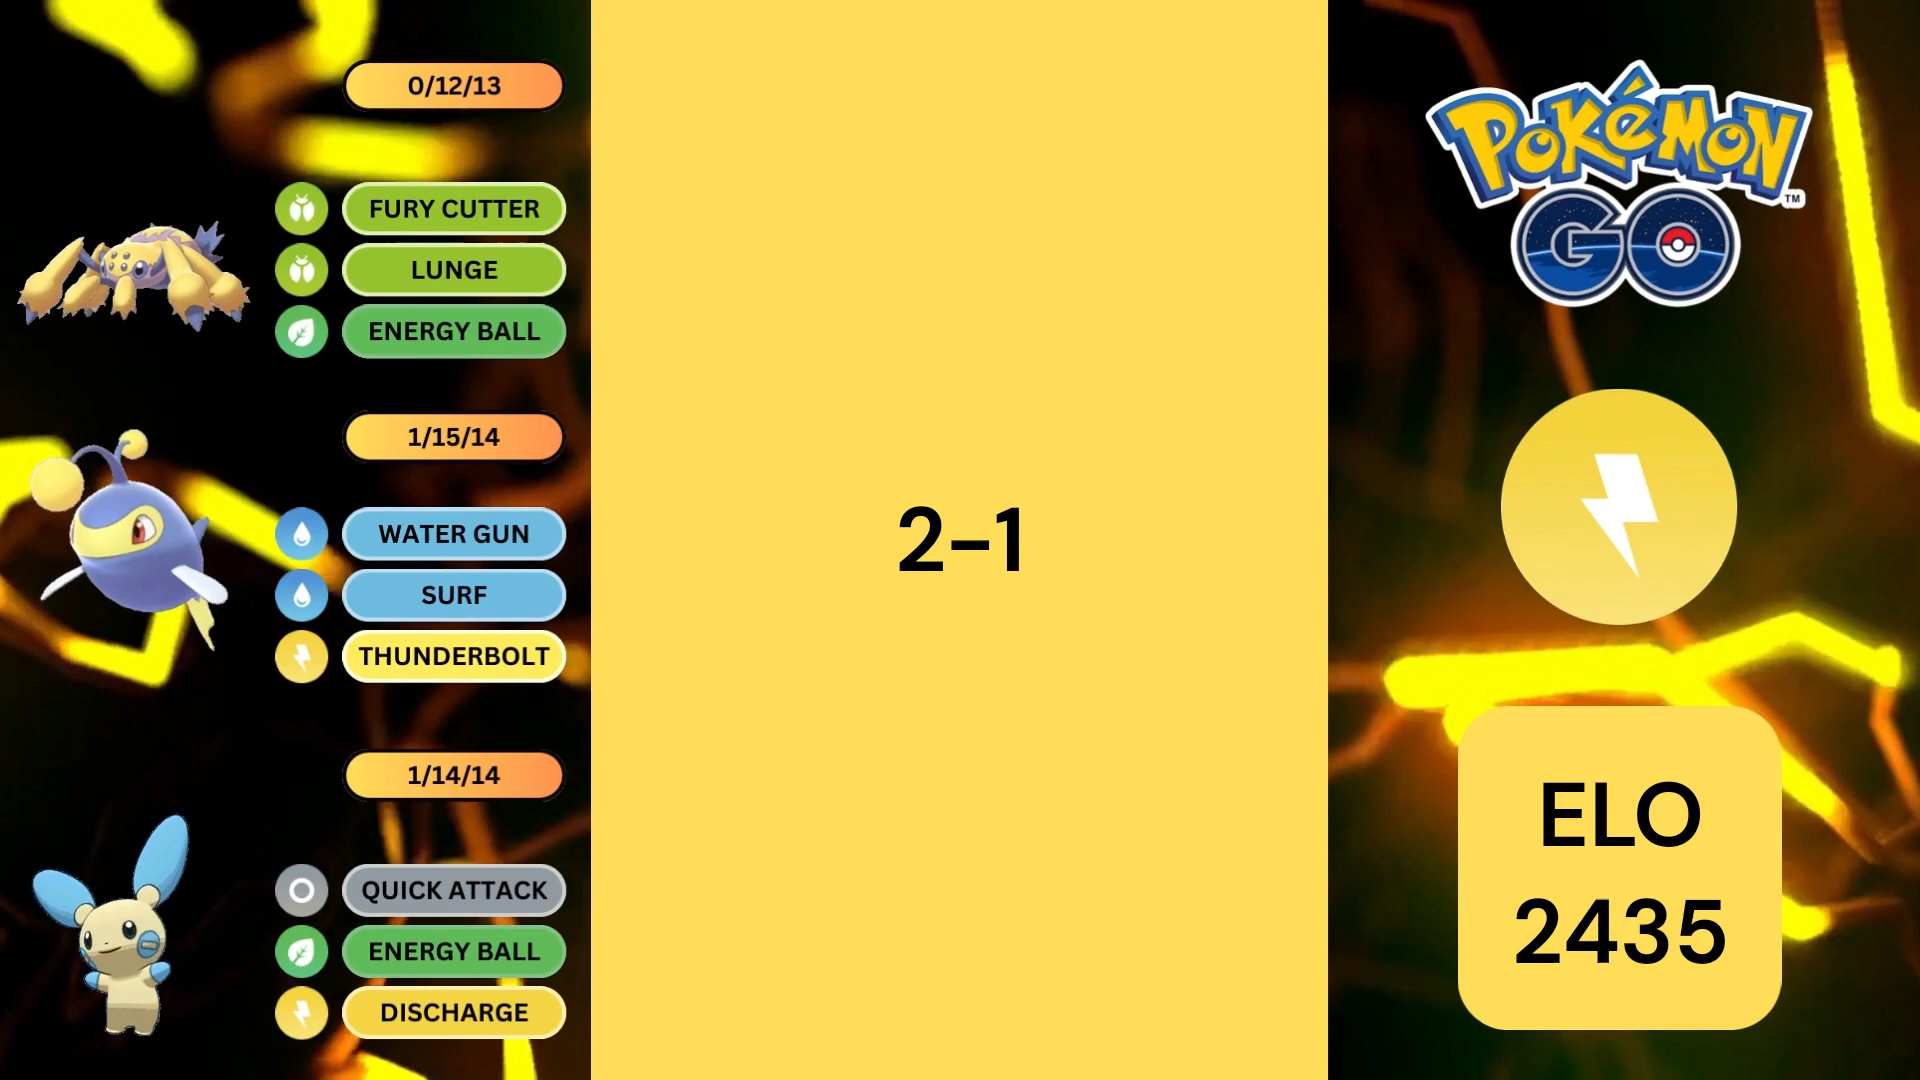 0/12/13
FURY CUTTER
LUNGE
ENERGY BALL
1/15/14
WATER GUN
SURF
THUNDERBOLT
1/14/14
QUICK ATTACK
ENERGY BALL
DISCHARGE
2-1
POKéMON
TM
GO
ELO
2435